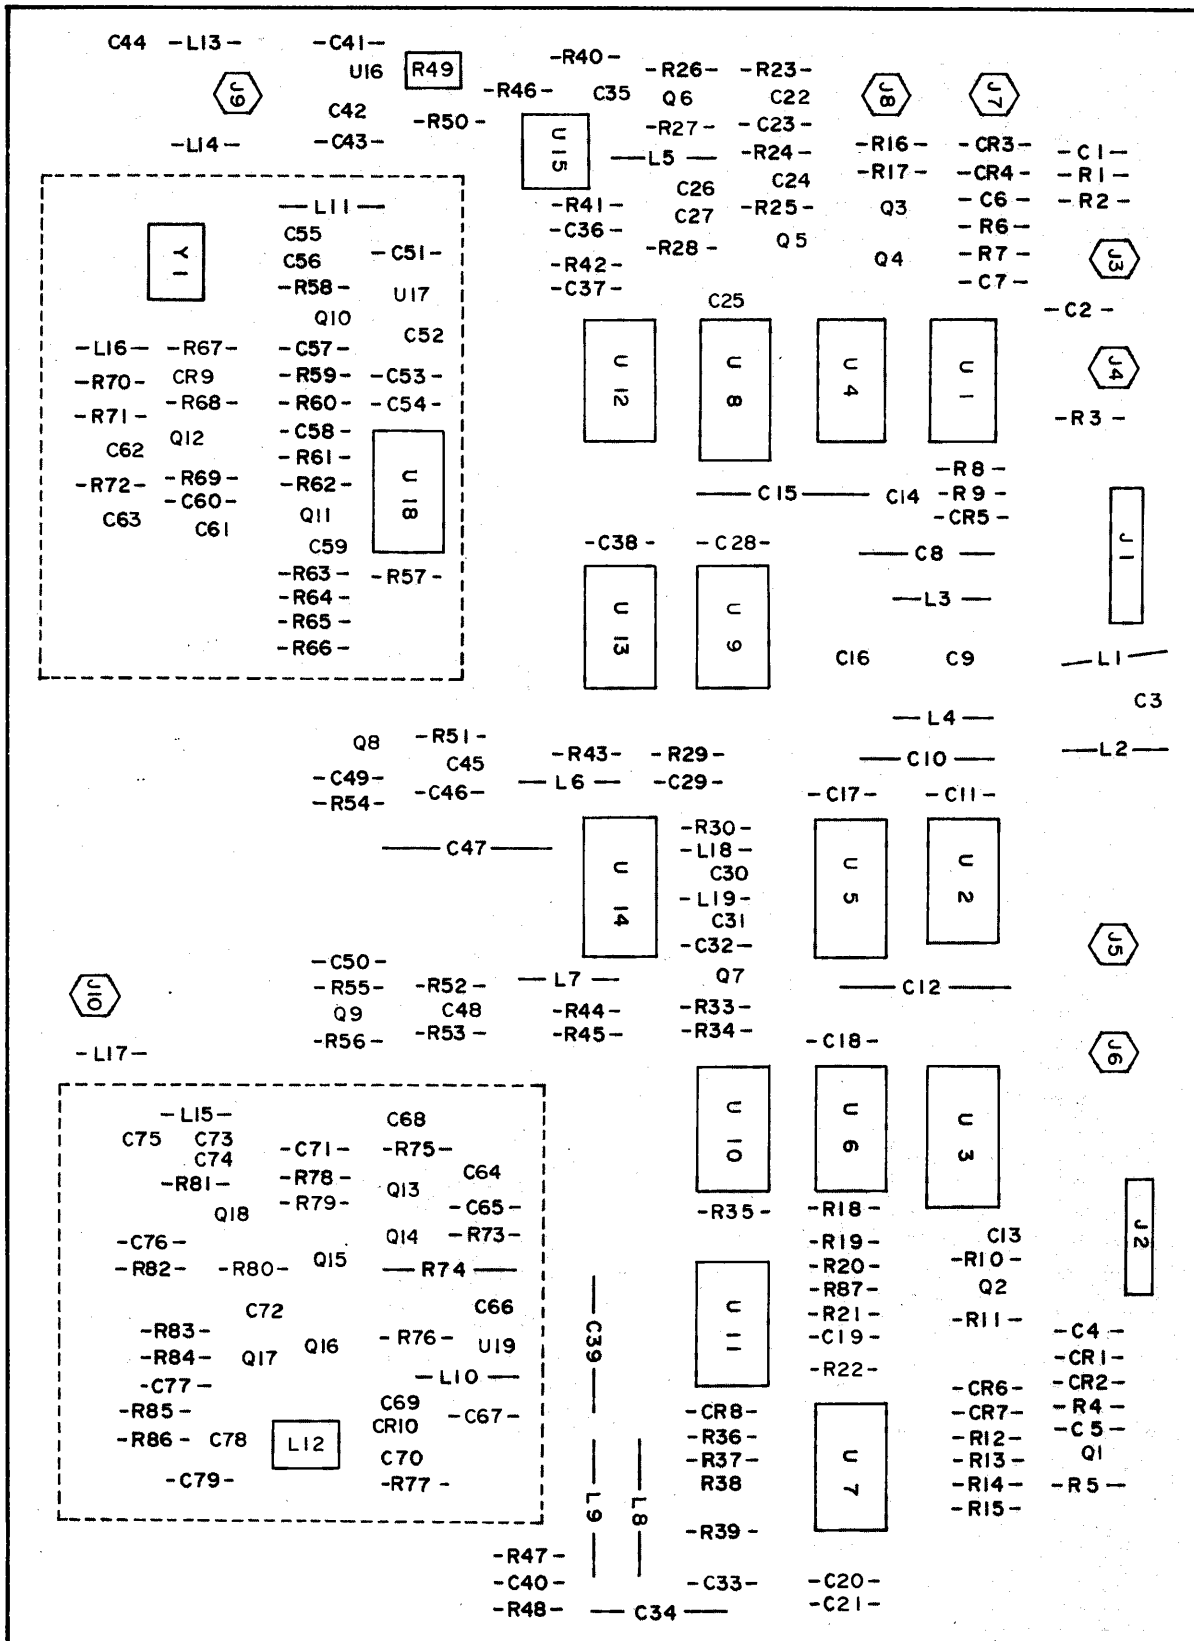 C44 -L13- -C41- -R40-
U16 R49 -R26- -R23-
J9 -R46- C35 Q6 C22 J8 J7
C42 -R50- -R27- -C23-
-L14- -C43- U15 -L5- -R24- -R16- -CR3- -C1-
C26 C24 -R17- -CR4- -R1-
-L11- -R41- C27 -R25- Q3 -C6- -R2-
C55 -C36- -R6-
Y1 C56 -C51- -R42- -R28- Q5 Q4 -R7- J3
-R58- U17 -C37- -C7-
Q10 C25 -C2-
C52
-L16- -R67- -C57- U12 U8 U4 U1 J4
-R70- CR9 -R59- -C53-
-R71- -R68- -R60- -C54- -R3-
C62 Q12 -C58-
-R61-
-R72- -R69- -R62- U18 -R8-
-C60- -C15- C14 -R9-
C63 C61 Q11 -CR5- J1
C59 -C38- -C28- -C8-
-R63- -R57-
-R64- -L3-
-R65- U13 U9
-R66- C16 C9 -L1-
C3
-L4-
Q8 -R51- -R43- -R29- -C10- -L2-
C45
-C49- -C46- -L6- -C29- -C17- -C11-
-R54-
-R30-
-C47- -L18-
C30
U14 -L19- U5 U2
C31
-C32- J5
-C50-
J10 -R55- -R52- -L7- Q7 -C12-
Q9 C48 -R44- -R33-
-R56- -R53- -R45- -R34- -C18- J6
-L17-
-L15- C68
C75 C73 -C71- -R75- U10 U6 U3
C74 -R78- C64
-R81- -R79- Q13 -C65-
Q18 -R35- -R18- J2
-C76- Q14 -R73- -R19- C13
-R82- -R80- Q15 -R74- -R20- -R10-
-R87- Q2
C72 C66 -R21- -R11-
-R83- -R76- U19 C39 U11 -C19- -C4-
-R84- Q17 Q16 -R22- -CR1-
-C77- -L10- -CR6- -CR2-
-R85- C69 -C67- -CR8- -CR7- -R4-
-R86- C78 L12 CR10 -R36- -R12- -C5-
C70 -R37- -R13- Q1
-C79- -R77- L9 L8 R38 U7 -R14- -R5-
-R15-
-R39-
-R47-
-C40- -C33- -C20-
-R48- -C34- -C21-